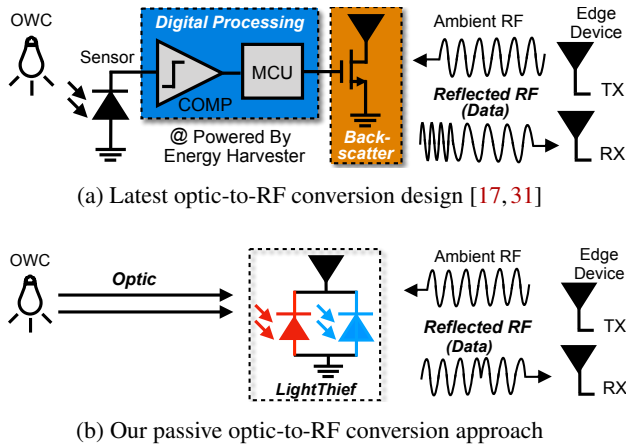 OWC
Sensor
Digital Processing
COMP
MCU
@ Powered By
Energy Harvester
Back-
scatter
Ambient RF
Edge
Device
TX
Reflected RF
(Data)
RX
(a) Latest optic-to-RF conversion design [17,31]
OWC
Optic
LightThief
Ambient RF
Edge
Device
TX
Reflected RF
(Data)
RX
(b) Our passive optic-to-RF conversion approach